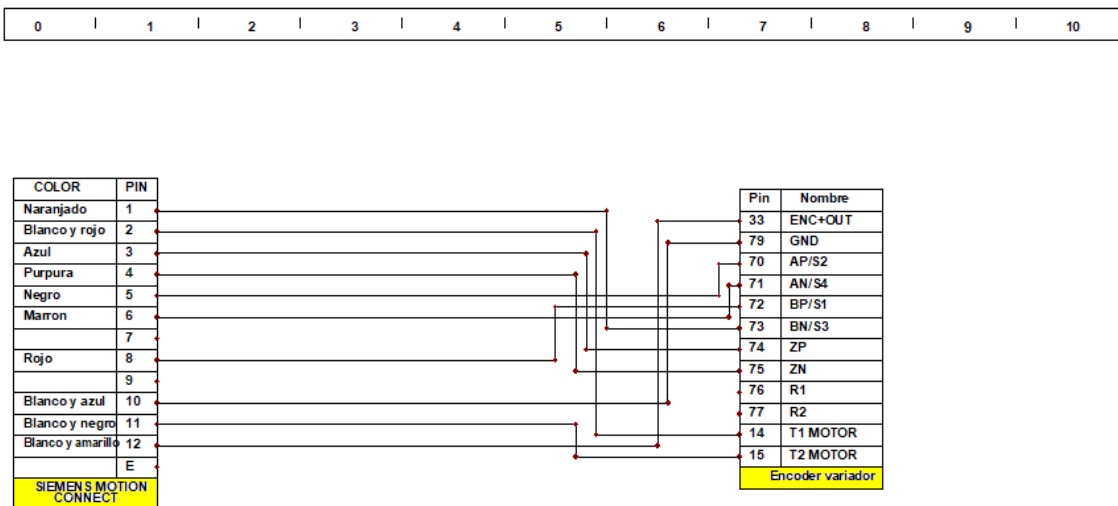 0 1 2 3 4 5 6 7 8 9 10
COLOR PIN
Naranjado 1
Blanco y rojo 2
Azul 3
Purpura 4
Negro 5
Marron 6
7
Rojo 8
9
Blanco y azul 10
Blanco y negro 11
Blanco y amarillo 12
E
SIEMENS MOTION
CONNECT
Pin Nombre
33 ENC+OUT
79 GND
70 AP/S2
71 AN/S4
72 BP/S1
73 BN/S3
74 ZP
75 ZN
76 R1
77 R2
14 T1 MOTOR
15 T2 MOTOR
Encoder variador